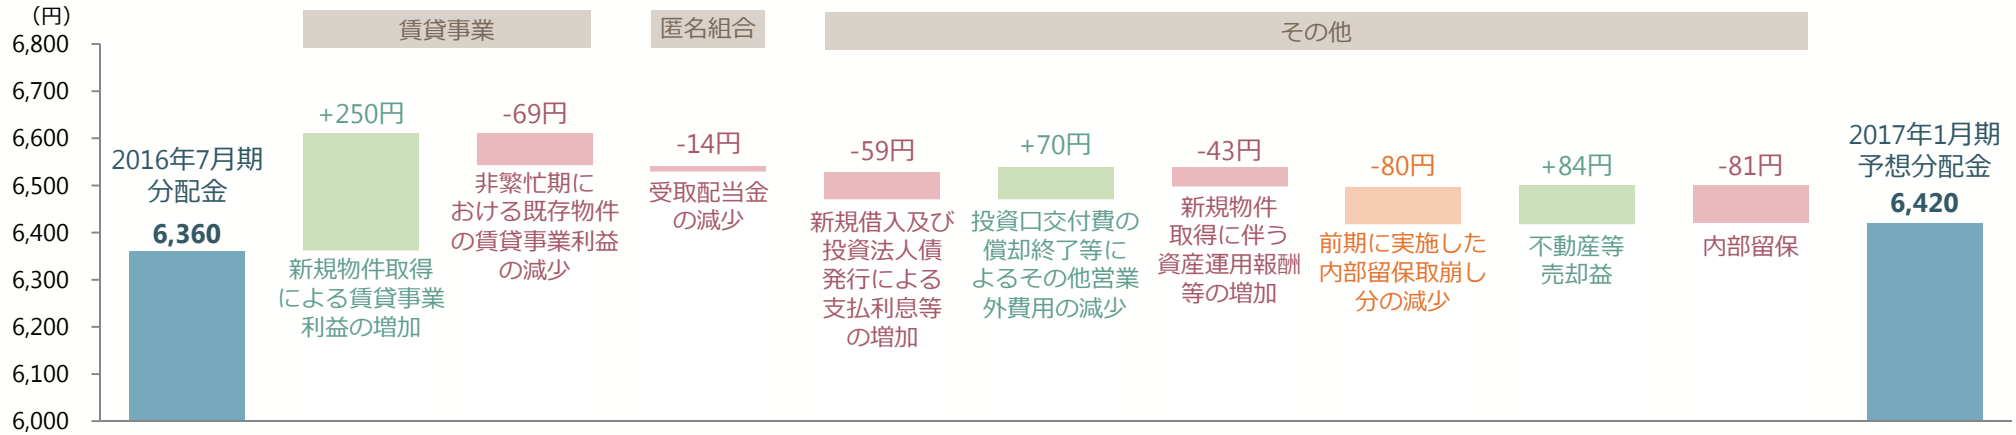 （円）
6,800
6,700
6,600
6,500
6,400
6,300
6,200
6,100
6,000
賃貸事業
匿名組合
その他
2016年7月期
分配金
6,360
+250円
新規物件取得
による賃貸事業
利益の増加
-69円
非繁忙期に
おける既存物件
の賃貸事業利益
の減少
-14円
受取配当金
の減少
-59円
新規借入及び
投資法人債
発行による
支払利息等
の増加
+70円
投資口交付費の
償却終了等に
よるその他営業
外費用の減少
-43円
新規物件
取得に伴う
資産運用報酬
等の増加
-80円
前期に実施した
内部留保取崩し
分の減少
+84円
不動産等
売却益
-81円
内部留保
2017年1月期
予想分配金
6,420